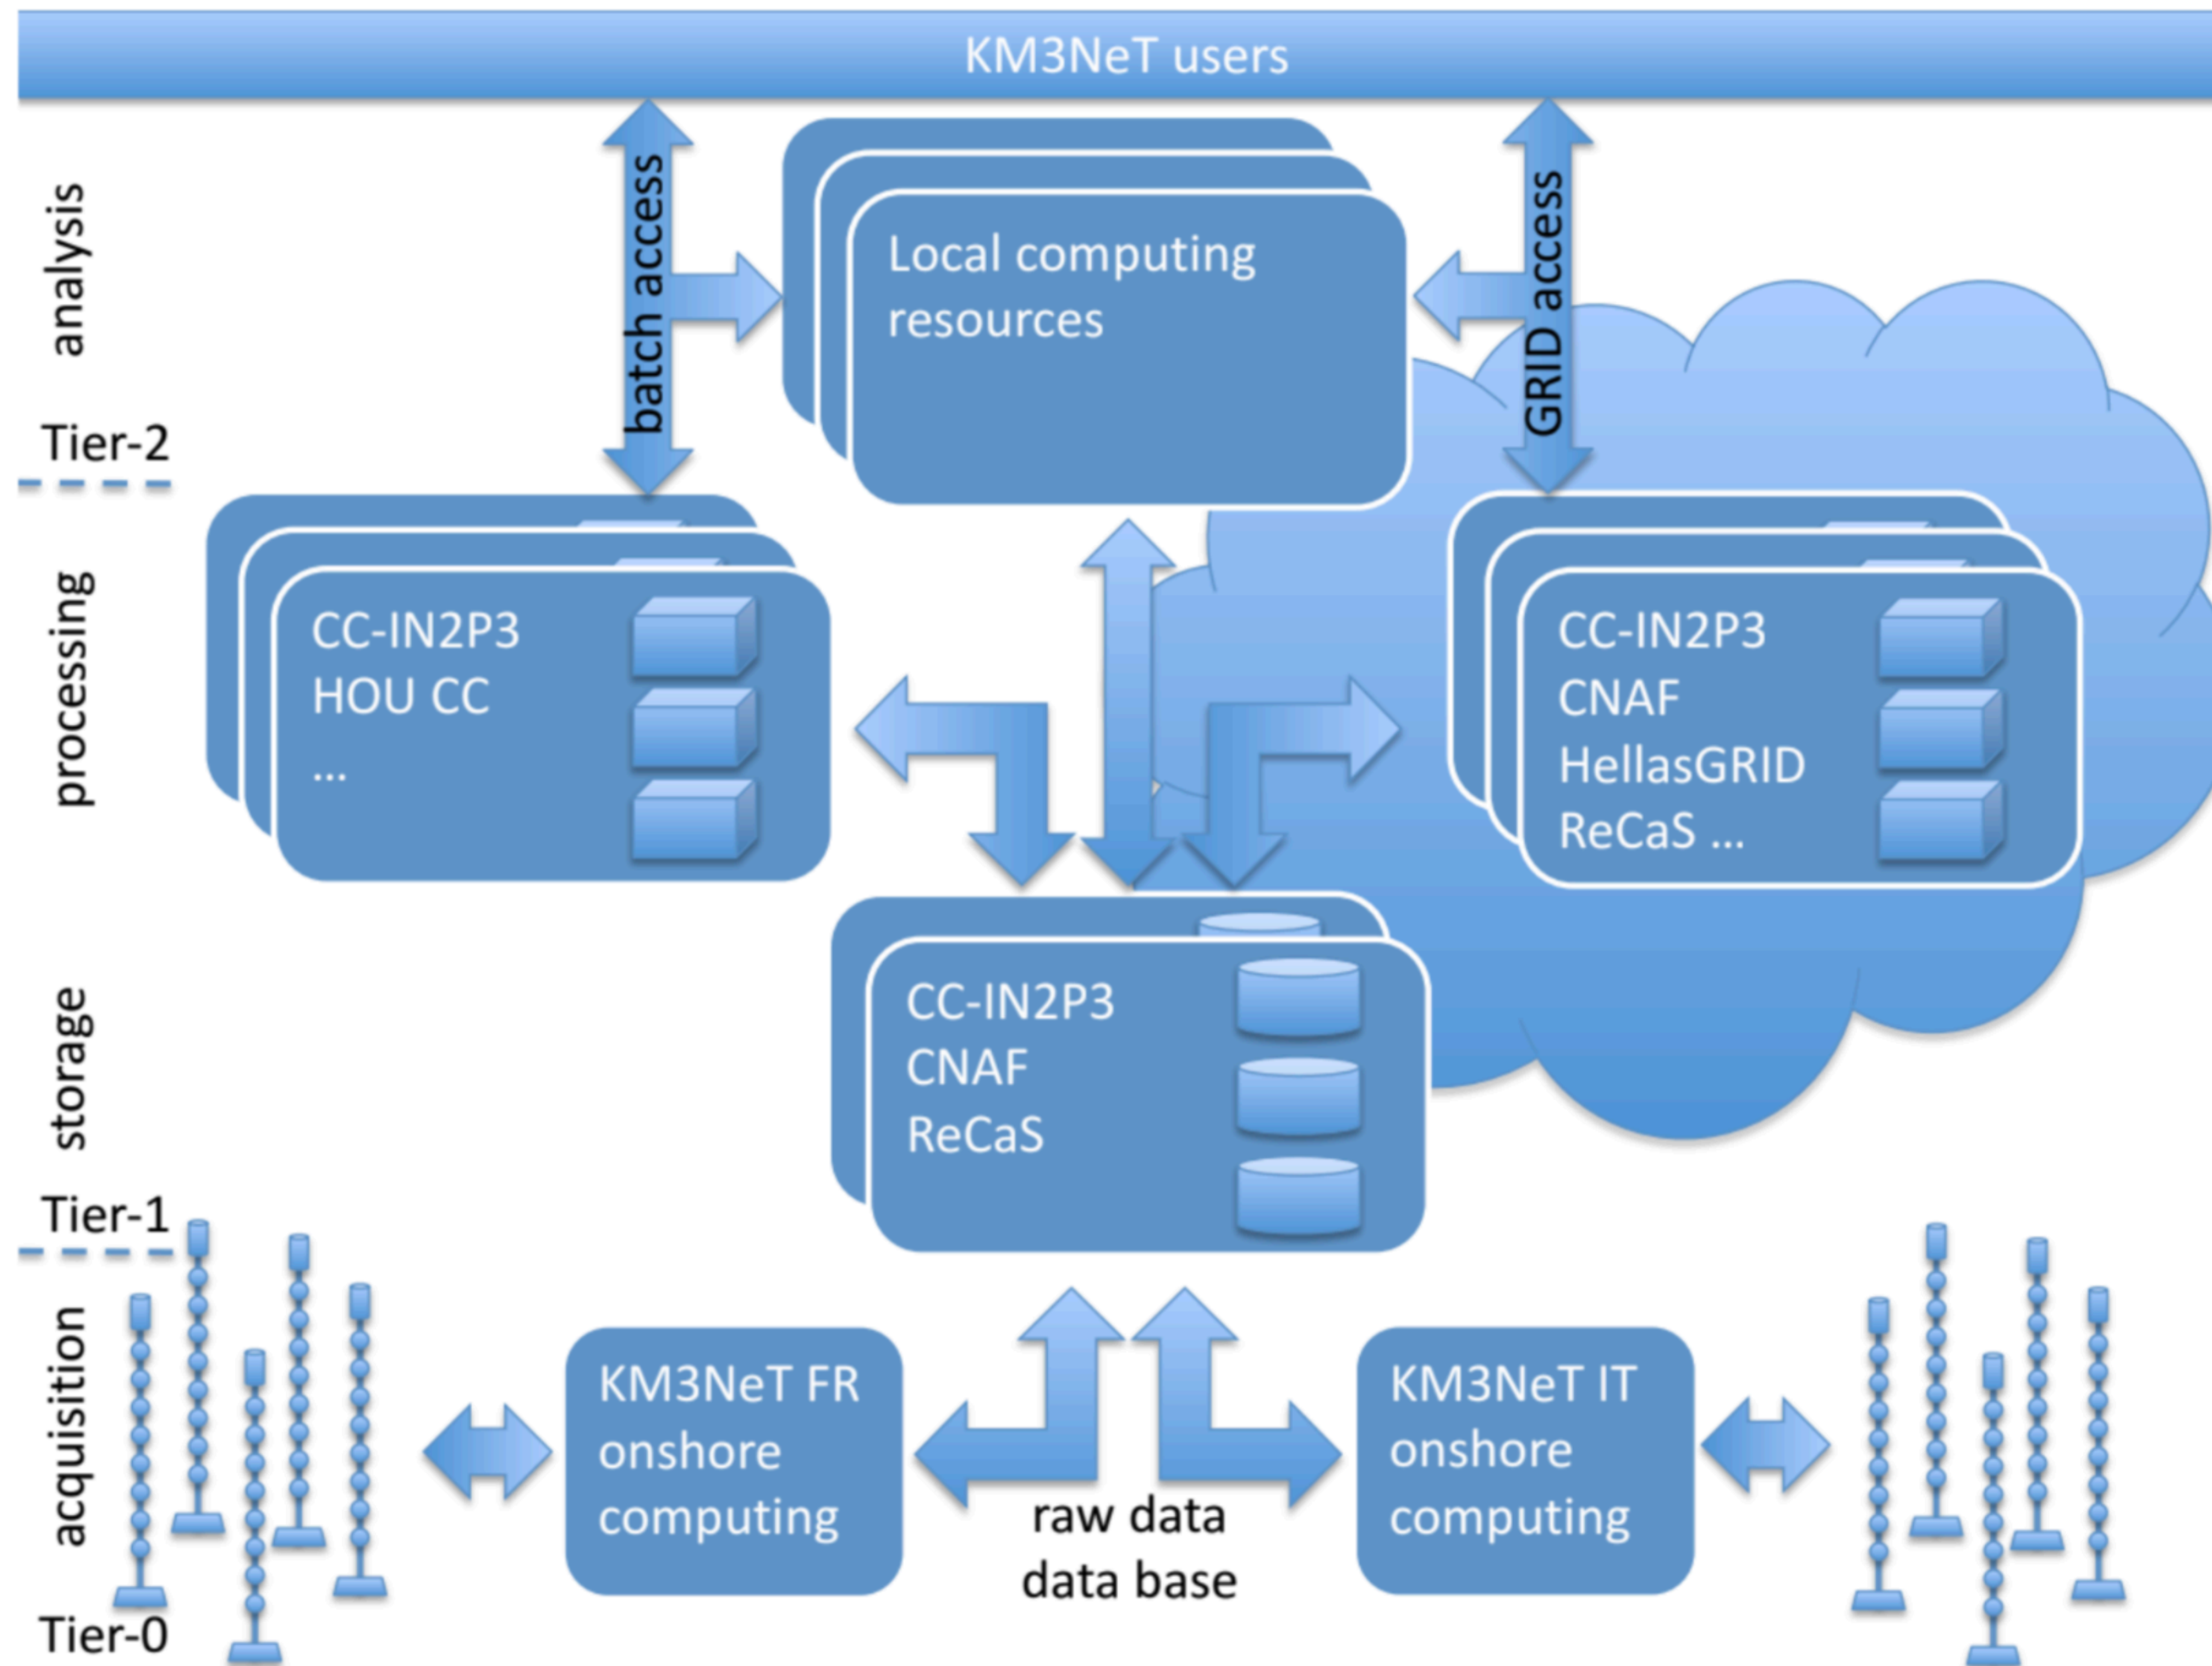 KM3NeT users
analysis
batch access
Local computing
resources
GRID access
Tier-2
processing
CC-IN2P3
HOU CC
...
CC-IN2P3
CNAF
HellasGRID
ReCaS ...
storage
CC-IN2P3
CNAF
ReCaS
Tier-1
acquisition
KM3NeT FR
onshore
computing
raw data
data base
KM3NeT IT
onshore
computing
Tier-0